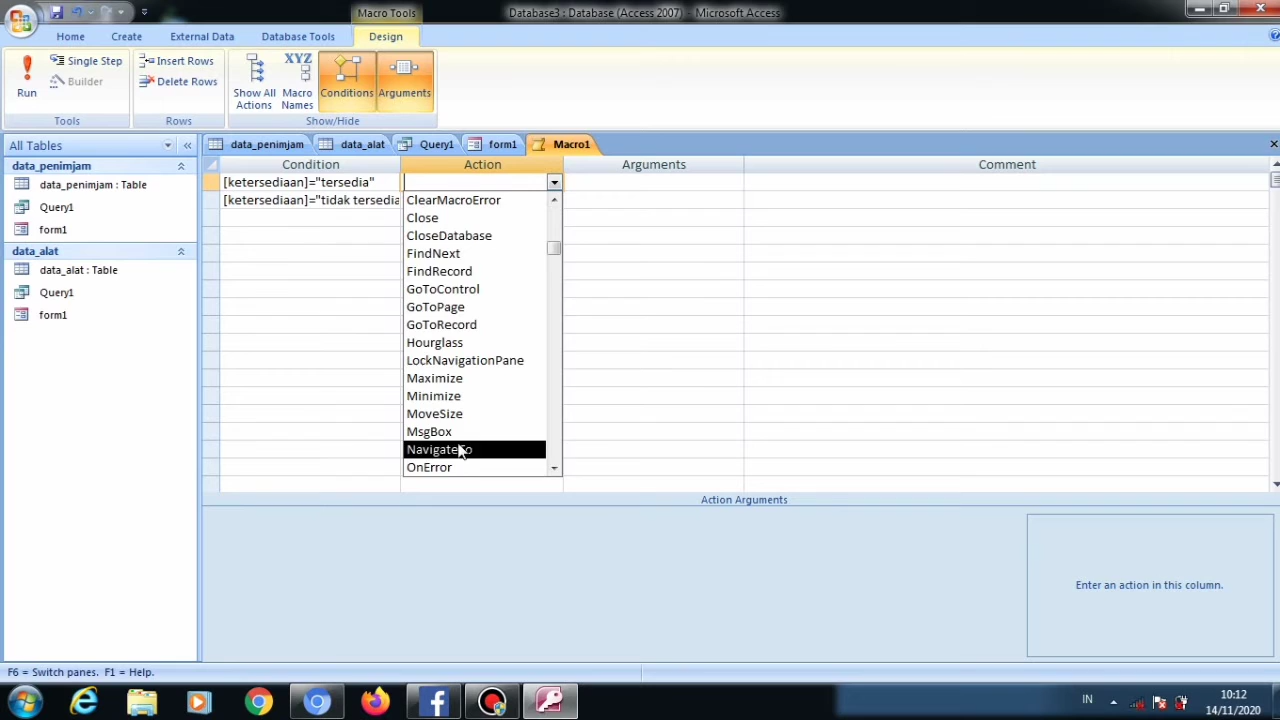 Macro Tools
Database3 : Database (Access 2007) - Microsoft Access
Home
Create
External Data
Database Tools
Design
Run
Single Step
Builder
Tools
Insert Rows
Delete Rows
Rows
Show All Actions
Macro Names
Conditions
Arguments
Show/Hide
All Tables
data_penimjam
data_penimjam : Table
Query1
form1
data_alat
data_alat : Table
Query1
form1
data_penimjam
data_alat
Query1
form1
Macro1
Condition
Action
Arguments
Comment
[ketersediaan]="tersedia"
[ketersediaan]="tidak tersedia
ClearMacroError
Close
CloseDatabase
FindNext
FindRecord
GoToControl
GoToPage
GoToRecord
Hourglass
LockNavigationPane
Maximize
Minimize
MoveSize
MsgBox
NavigateTo
OnError
Action Arguments
Enter an action in this column.
F6 = Switch panes. F1 = Help.
IN
10:12
14/11/2020